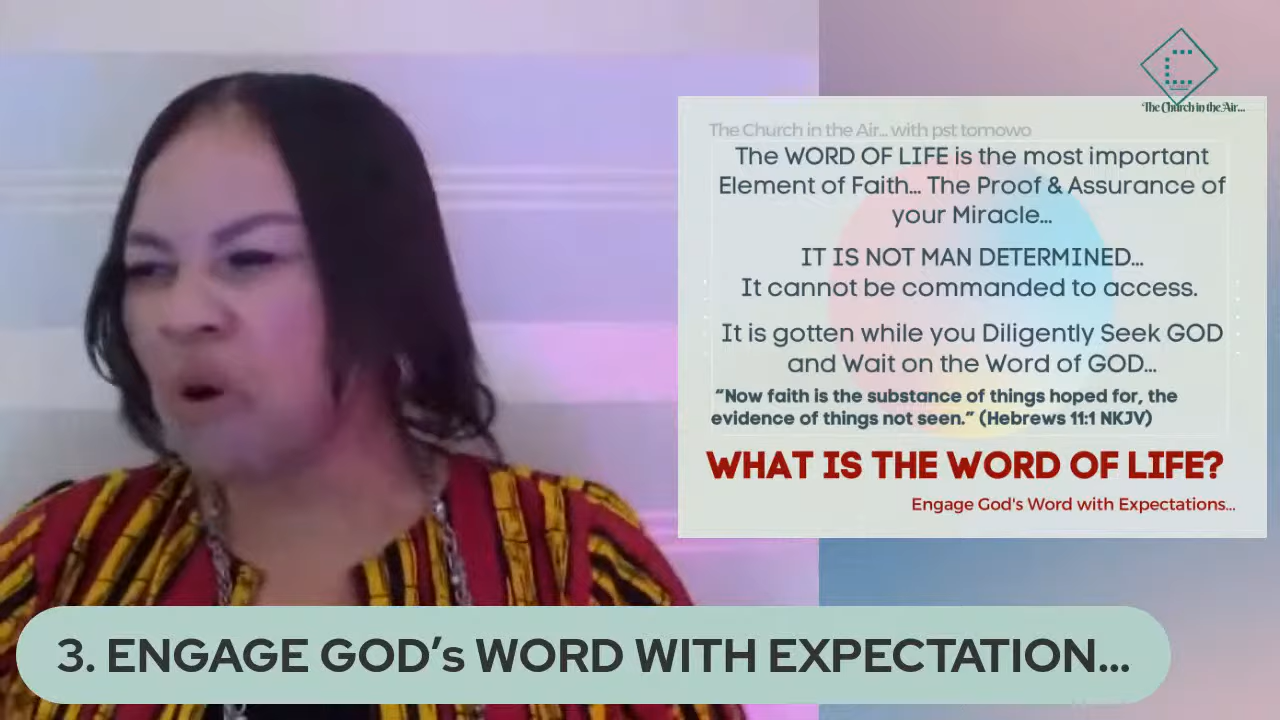 The Church in the Air...
The Church in the Air... with pst tomowo
The WORD OF LIFE is the most important
Element of Faith... The Proof & Assurance of
your Miracle...
IT IS NOT MAN DETERMINED...
It cannot be commanded to access.
It is gotten while you Diligently Seek GOD
and Wait on the Word of GOD...
"Now faith is the substance of things hoped for, the
evidence of things not seen." (Hebrews 11:1 NKJV)
WHAT IS THE WORD OF LIFE?
Engage God's Word with Expectations...
3. ENGAGE GOD's WORD WITH EXPECTATION...